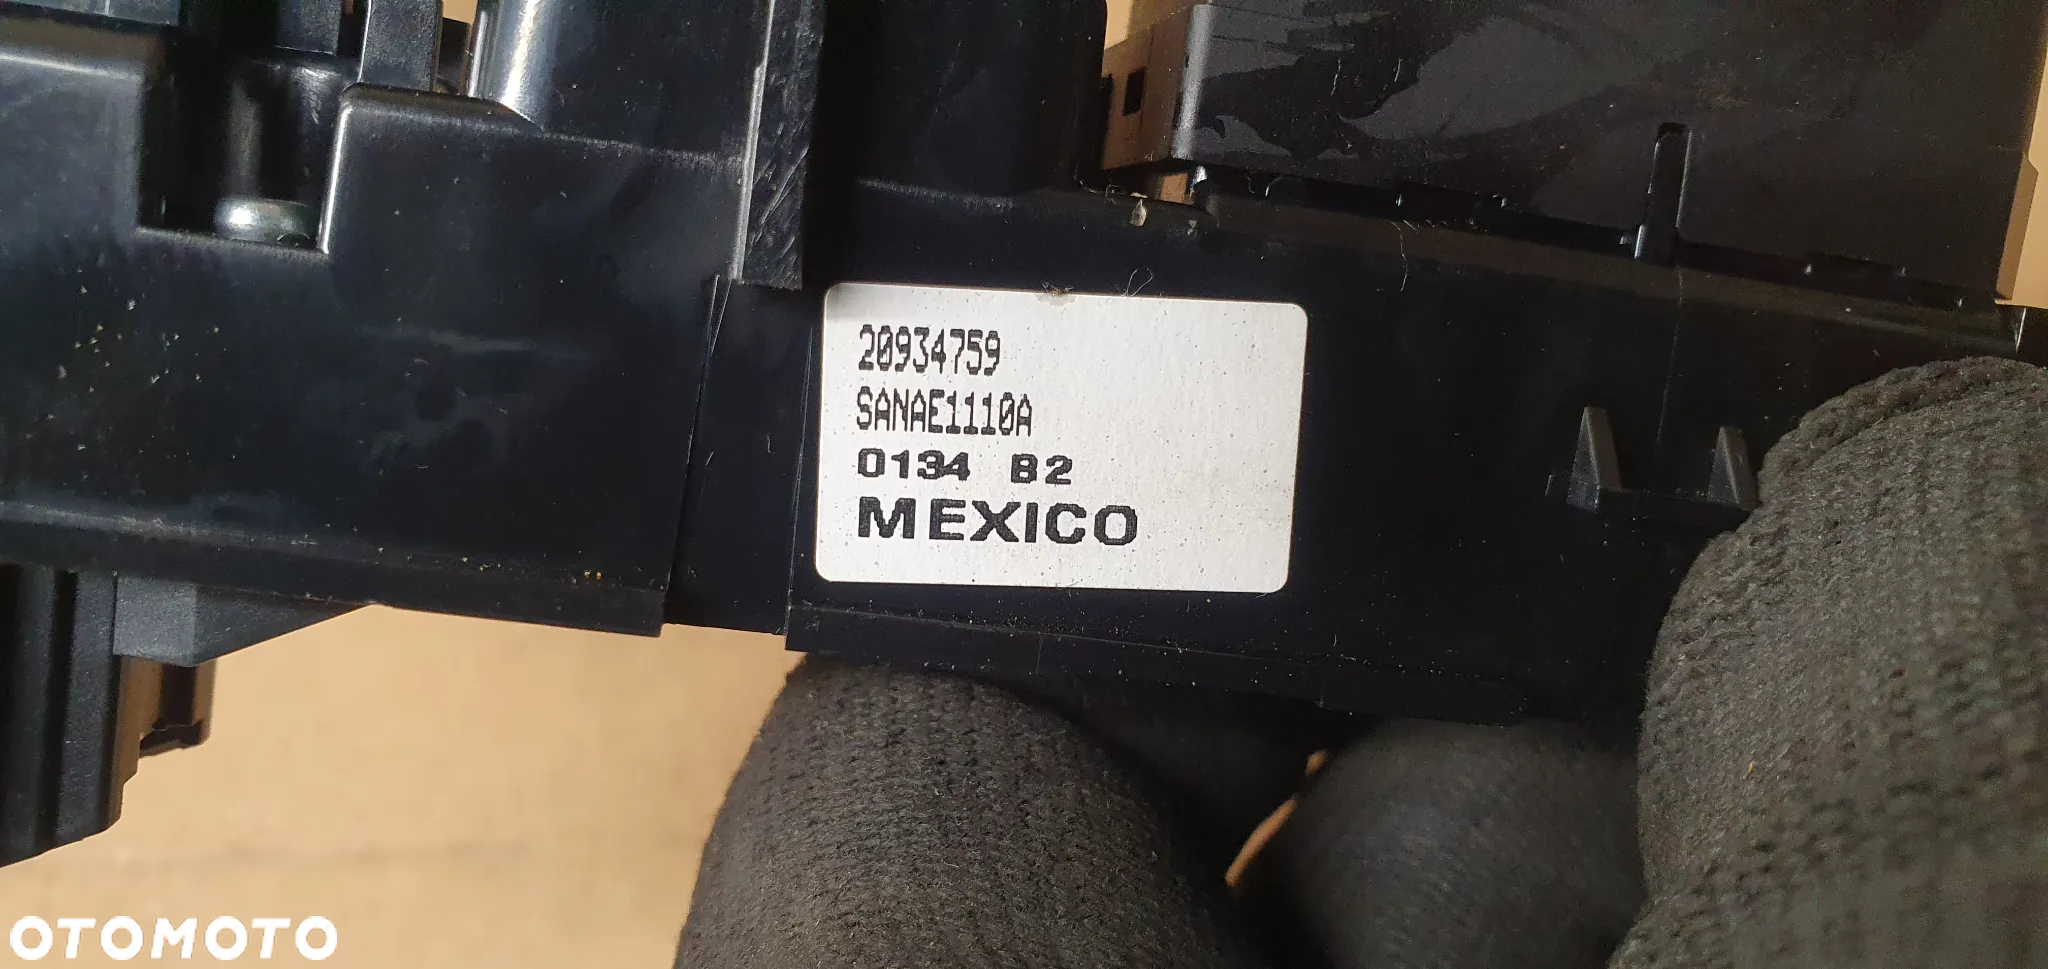 20934759
SANAE1110A
0134 B2
MEXICO
OTOMOTO